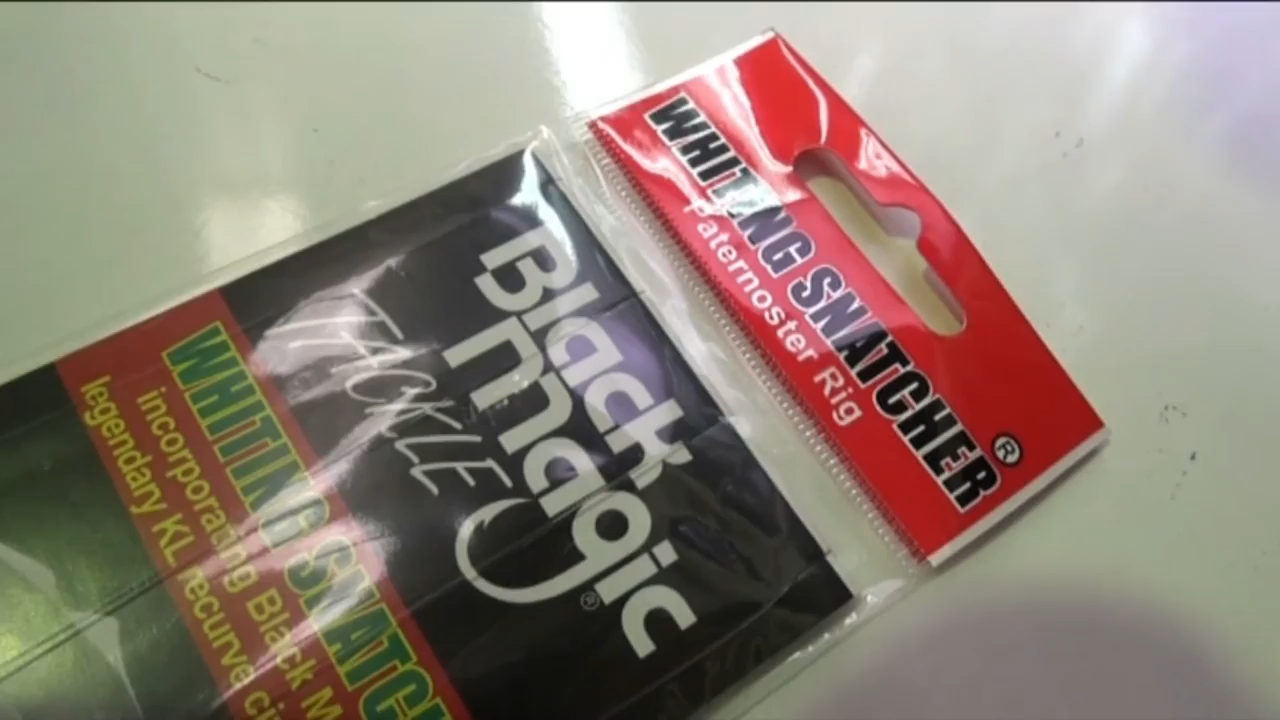 WHITING SNATCHER®
Paternoster Rig
Black
Magic
TACKLE
®
WHITING SNATCH
incorporating Black M
legendary KL recurve ci